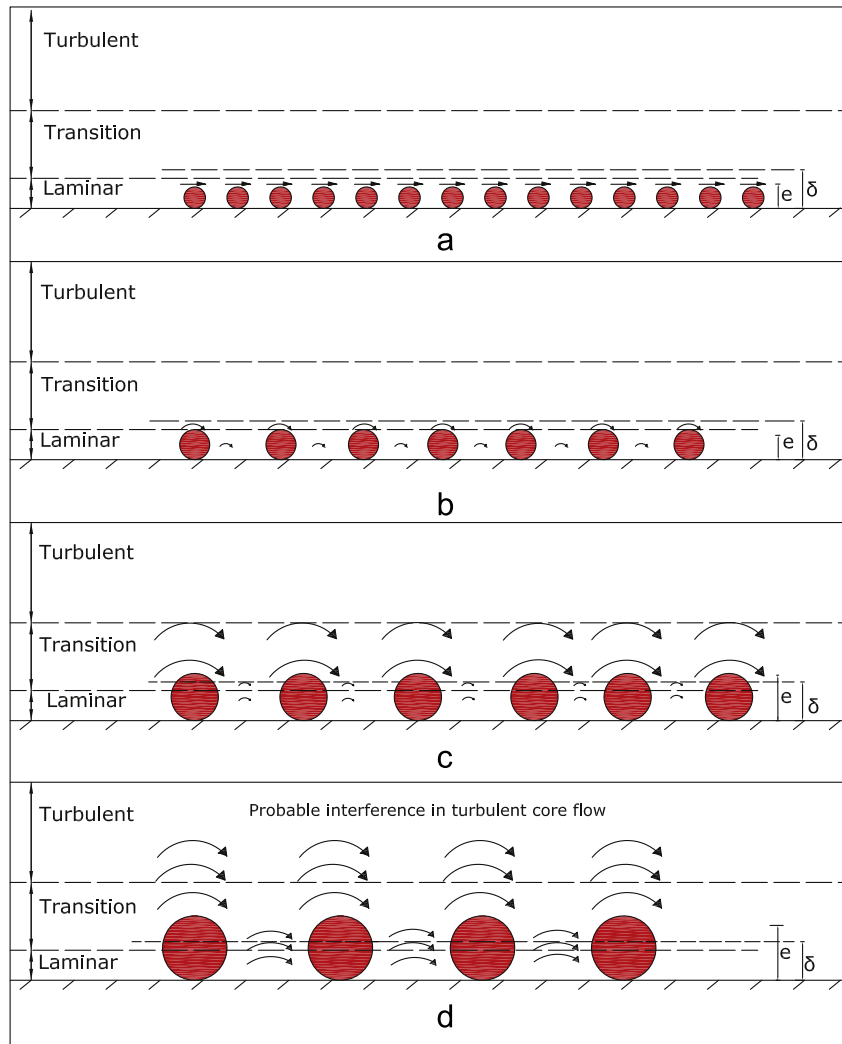 Turbulent
Transition
Laminar
e δ
a
Turbulent
Transition
Laminar
e δ
b
Turbulent
Transition
Laminar
e δ
c
Turbulent
Probable interference in turbulent core flow
Transition
Laminar
e δ
d